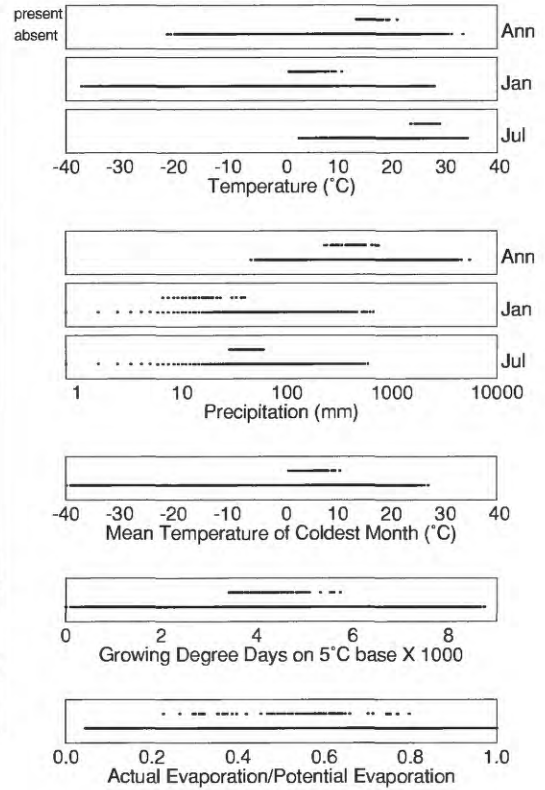 present
absent
Ann
Jan
Jul
-40 -30 -20 -10 0 10 20 30 40
Temperature (˚C)
Ann
Jan
Jul
1 10 100 1000 10000
Precipitation (mm)
-40 -30 -20 -10 0 10 20 30 40
Mean Temperature of Coldest Month (˚C)
0 2 4 6 8
Growing Degree Days on 5˚C base X 1000
0.0 0.2 0.4 0.6 0.8 1.0
Actual Evaporation/Potential Evaporation